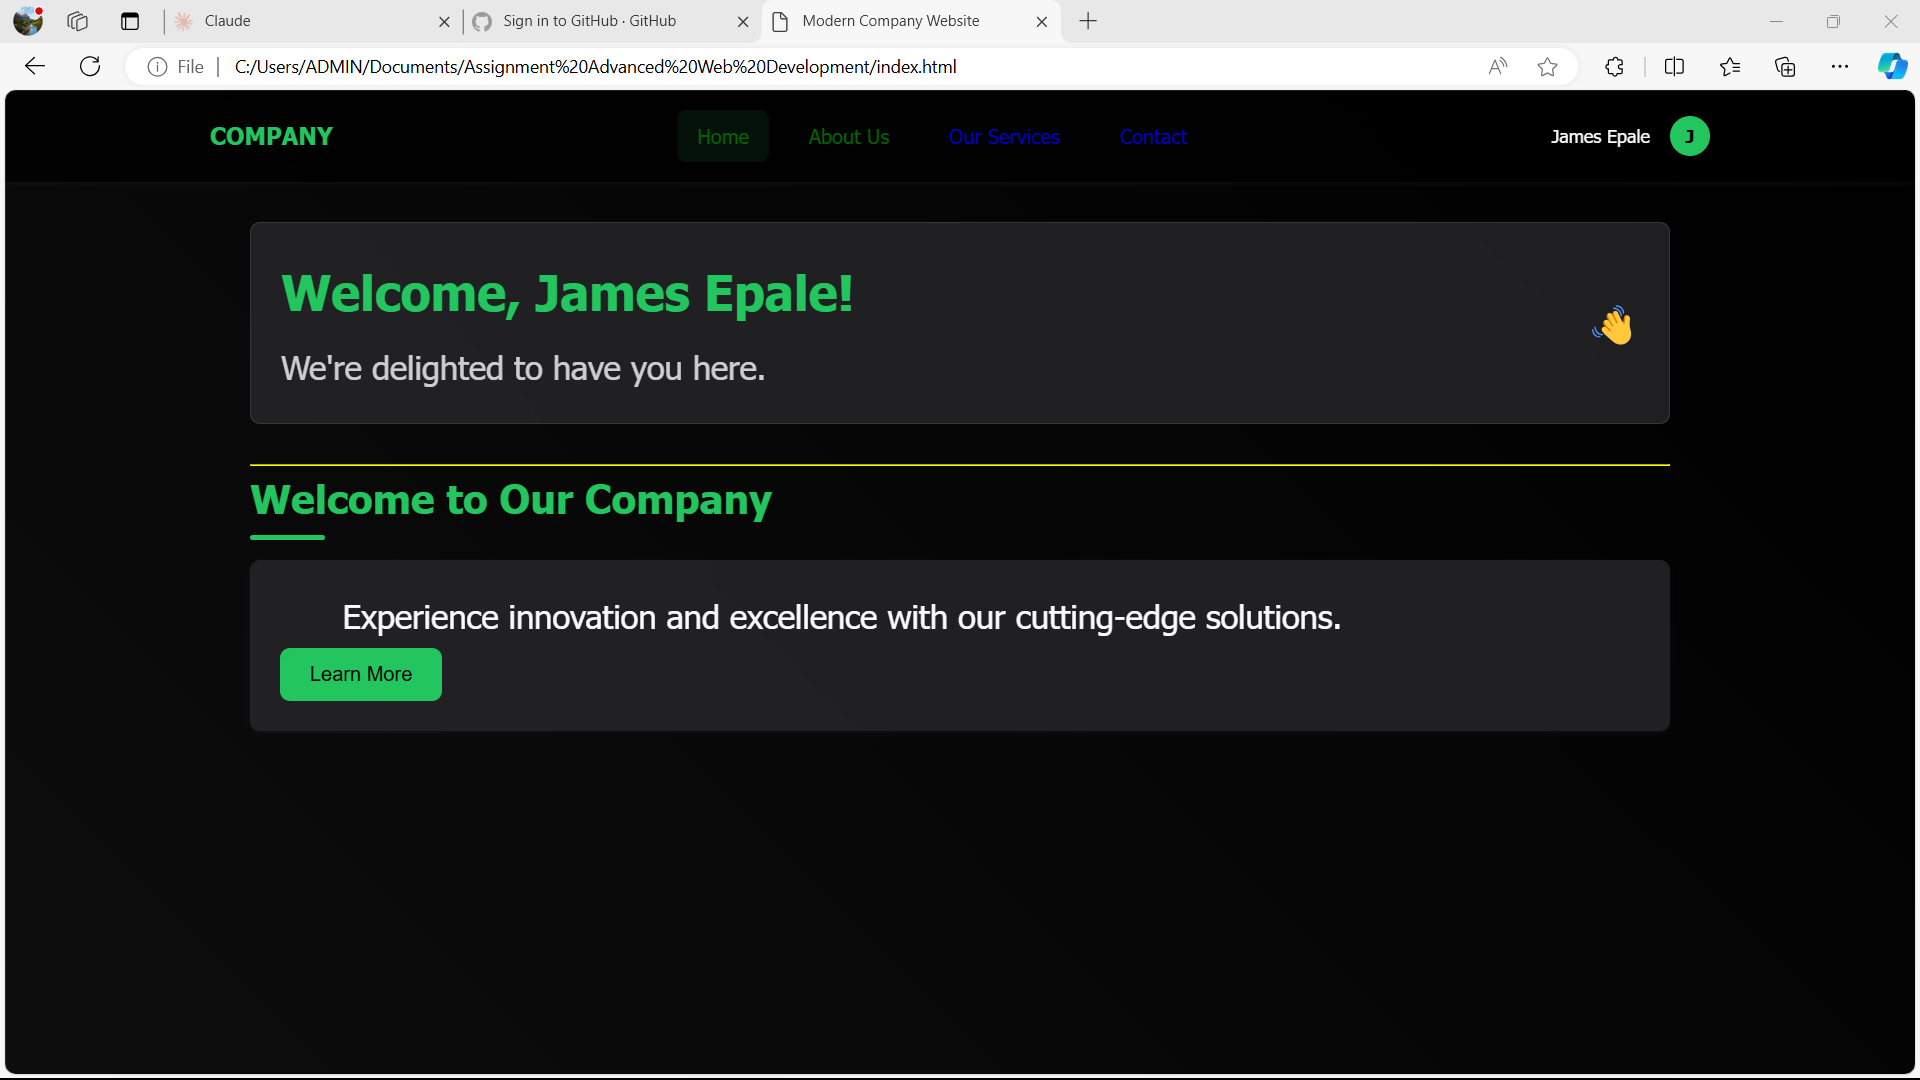 Claude
Sign in to GitHub · GitHub
Modern Company Website
File
C:/Users/ADMIN/Documents/Assignment%20Advanced%20Web%20Development/index.html
COMPANY
Home
About Us
Our Services
Contact
James Epale
J
Welcome, James Epale!
We're delighted to have you here.
Welcome to Our Company
Experience innovation and excellence with our cutting-edge solutions.
Learn More